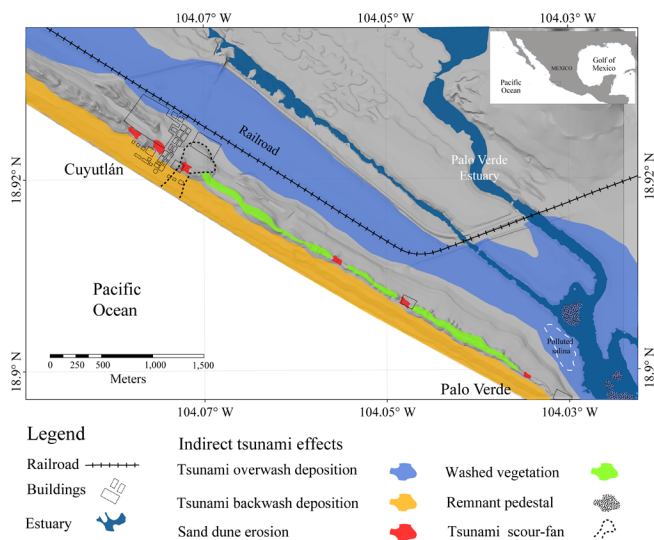 104.07° W 104.05° W 104.03° W
Pacific
Ocean
MEXICO
Gulf of
Mexico
Railroad
Palo Verde
Estuary
Cuyutlán
18.92° N
18.92° N
Pacific
Ocean
0 250 500 1,000 1,500
Meters
Polluted
salina
18.9° N
18.9° N
Palo Verde
104.07° W 104.05° W 104.03° W
Legend
Railroad
Buildings
Estuary
Indirect tsunami effects
Tsunami overwash deposition
Tsunami backwash deposition
Sand dune erosion
Washed vegetation
Remnant pedestal
Tsunami scour-fan